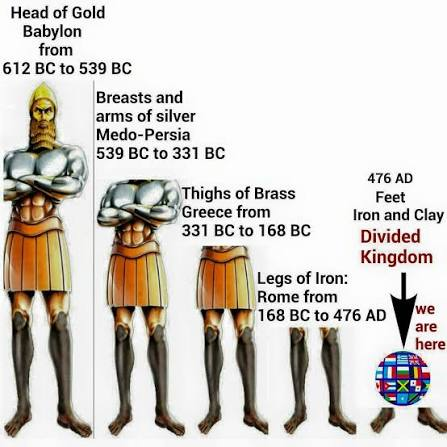 Head of Gold
Babylon
from
612 BC to 539 BC
Breasts and
arms of silver
Medo-Persia
539 BC to 331 BC
Thighs of Brass
Greece from
331 BC to 168 BC
Legs of Iron:
Rome from
168 BC to 476 AD
476 AD
Feet
Iron and Clay
Divided
Kingdom
we
are
here